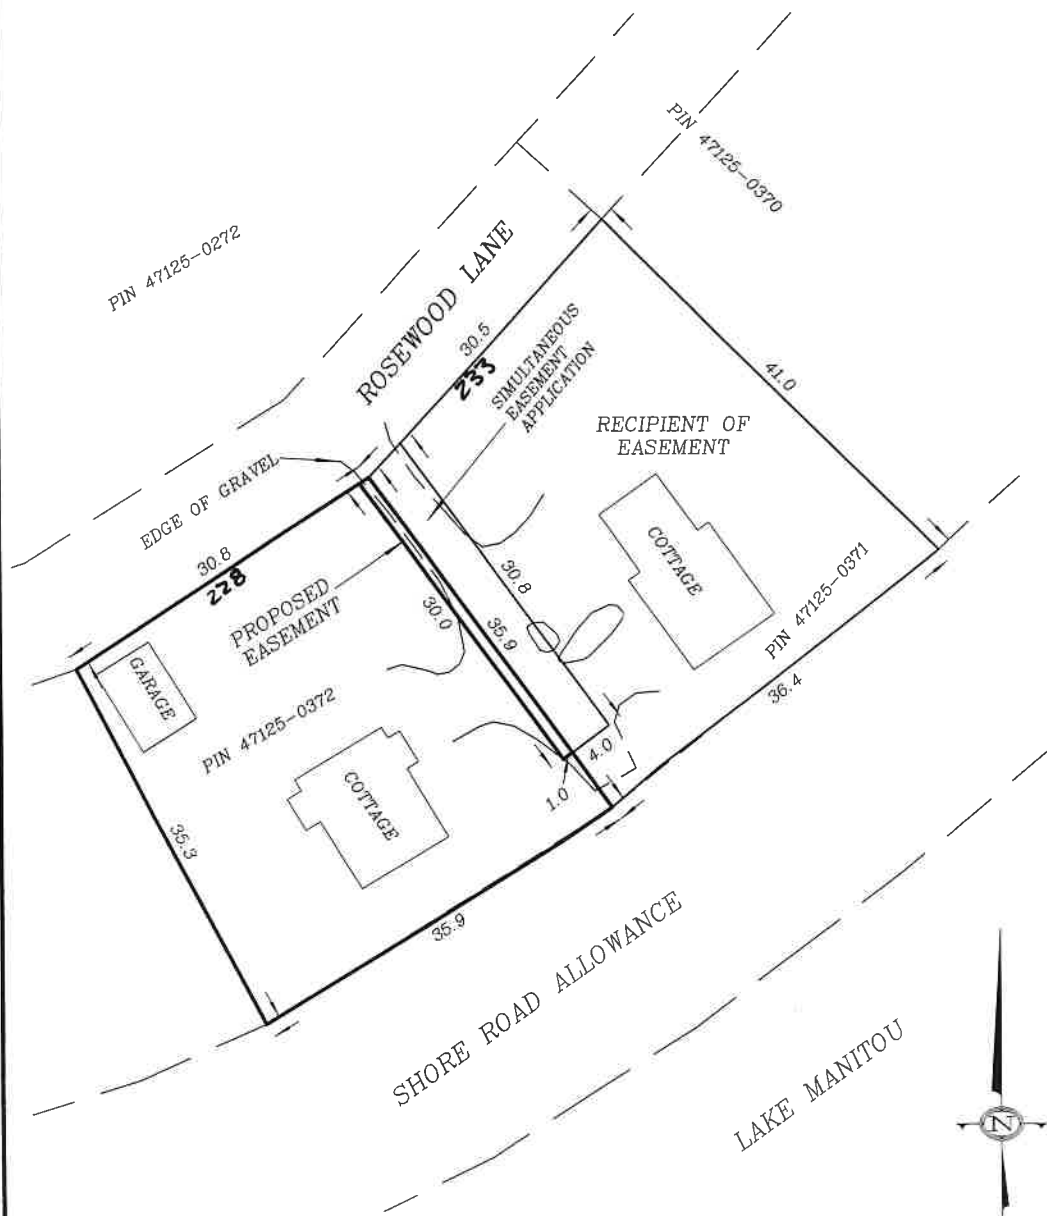 PIN 47125-0370
PIN 47125-0272
ROSEWOOD LANE
30.5
233
SIMULTANEOUS
EASEMENT
APPLICATION
41.0
RECIPIENT OF
EASEMENT
EDGE OF GRAVEL
30.8
228
PROPOSED
EASEMENT
COTTAGE
30.8
30.0
35.9
PIN 47125-0371
GARAGE
PIN 47125-0372
36.4
4.0
1.0
COTTAGE
35.3
35.9
SHORE ROAD ALLOWANCE
LAKE MANITOU
N